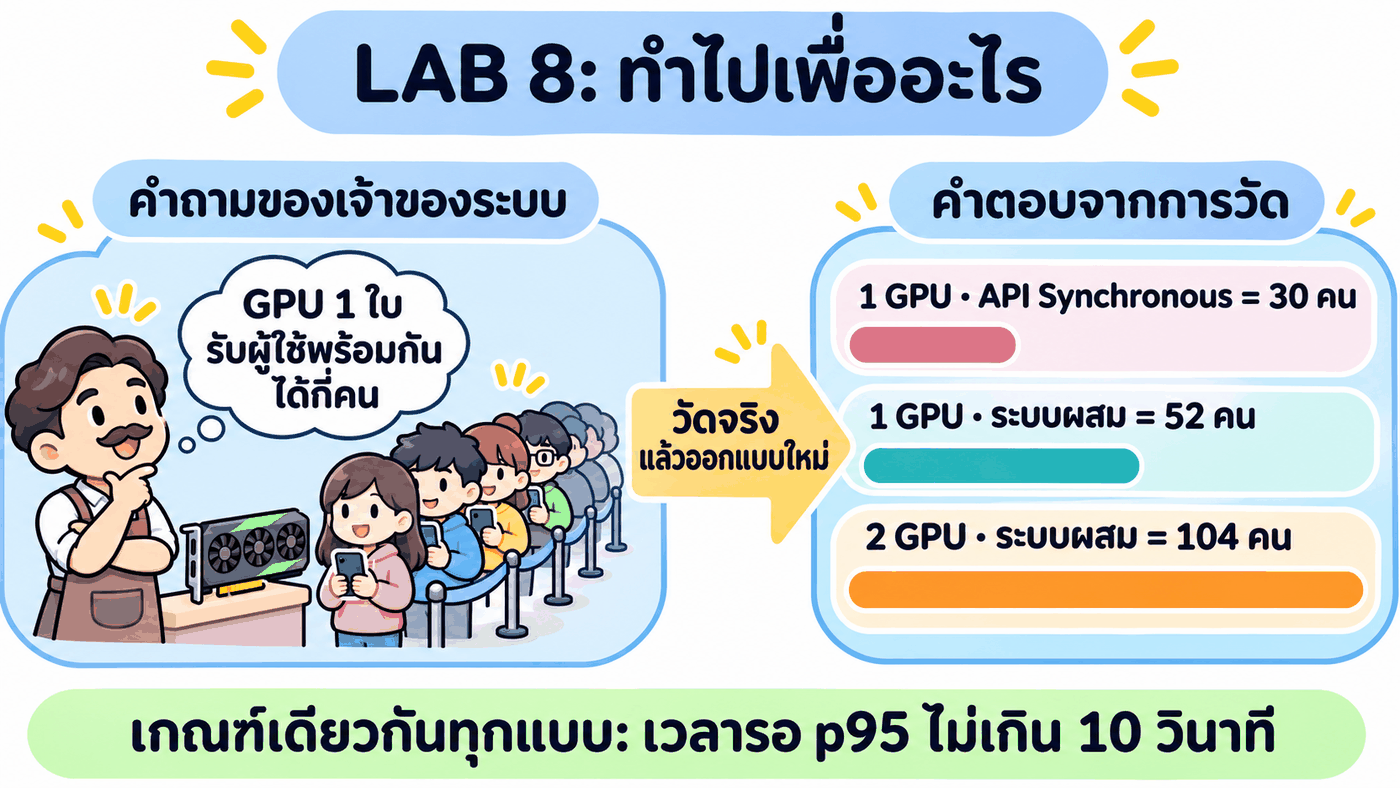 LAB 8: ทำไปเพื่ออะไร
คำถามของเจ้าของระบบ
GPU 1 ใบ
รับผู้ใช้พร้อมกัน
ได้กี่คน
วัดจริง
แล้วออกแบบใหม่
คำตอบจากการวัด
1 GPU · API Synchronous = 30 คน
1 GPU · ระบบผสม = 52 คน
2 GPU · ระบบผสม = 104 คน
เกณฑ์เดียวกันทุกแบบ: เวลารอ p95 ไม่เกิน 10 วินาที